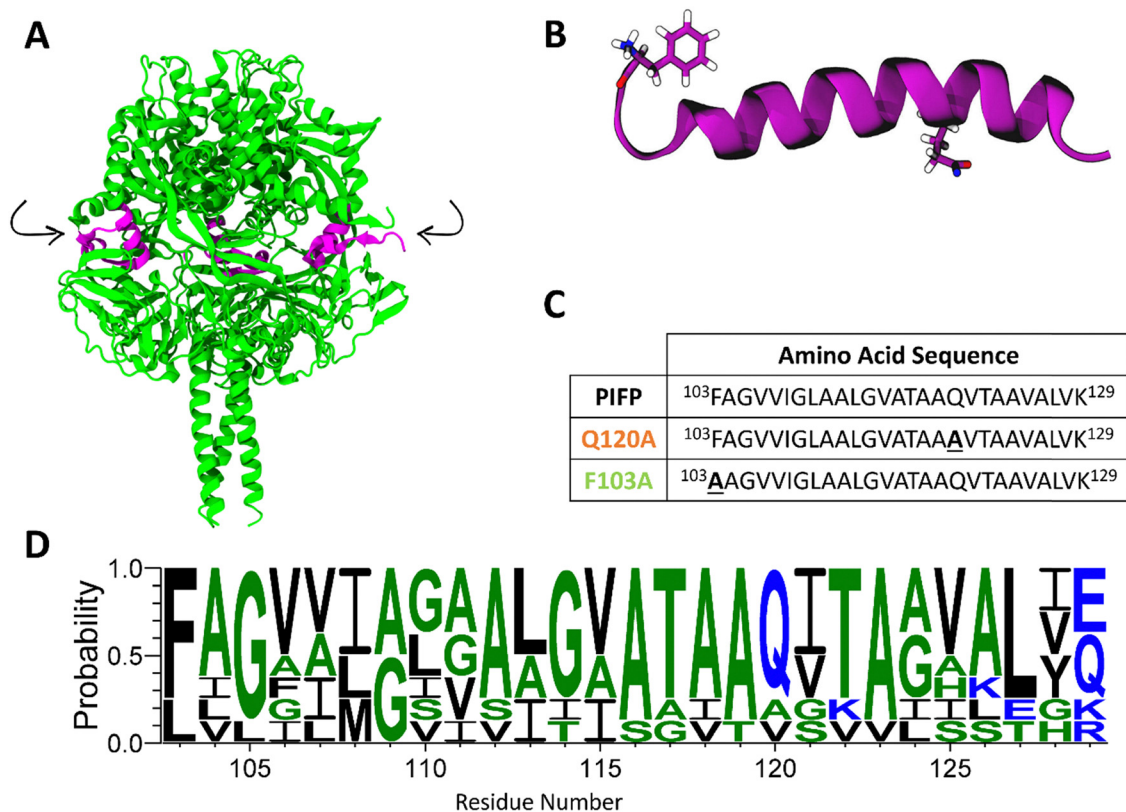 A
B
C
Amino Acid Sequence
PIFP 103FAGVVIGLAALGVATAAQVTAAVALVK129
Q120A 103FAGVVIGLAALGVATAAAVTAAVALVK129
F103A 103AAGVVIGLAALGVATAAQVTAAVALVK129
D
Probability
1.0
0.5
0.0
FAGVVIAGAALGVATAAQITAAVALIE
105 110 115 120 125
Residue Number